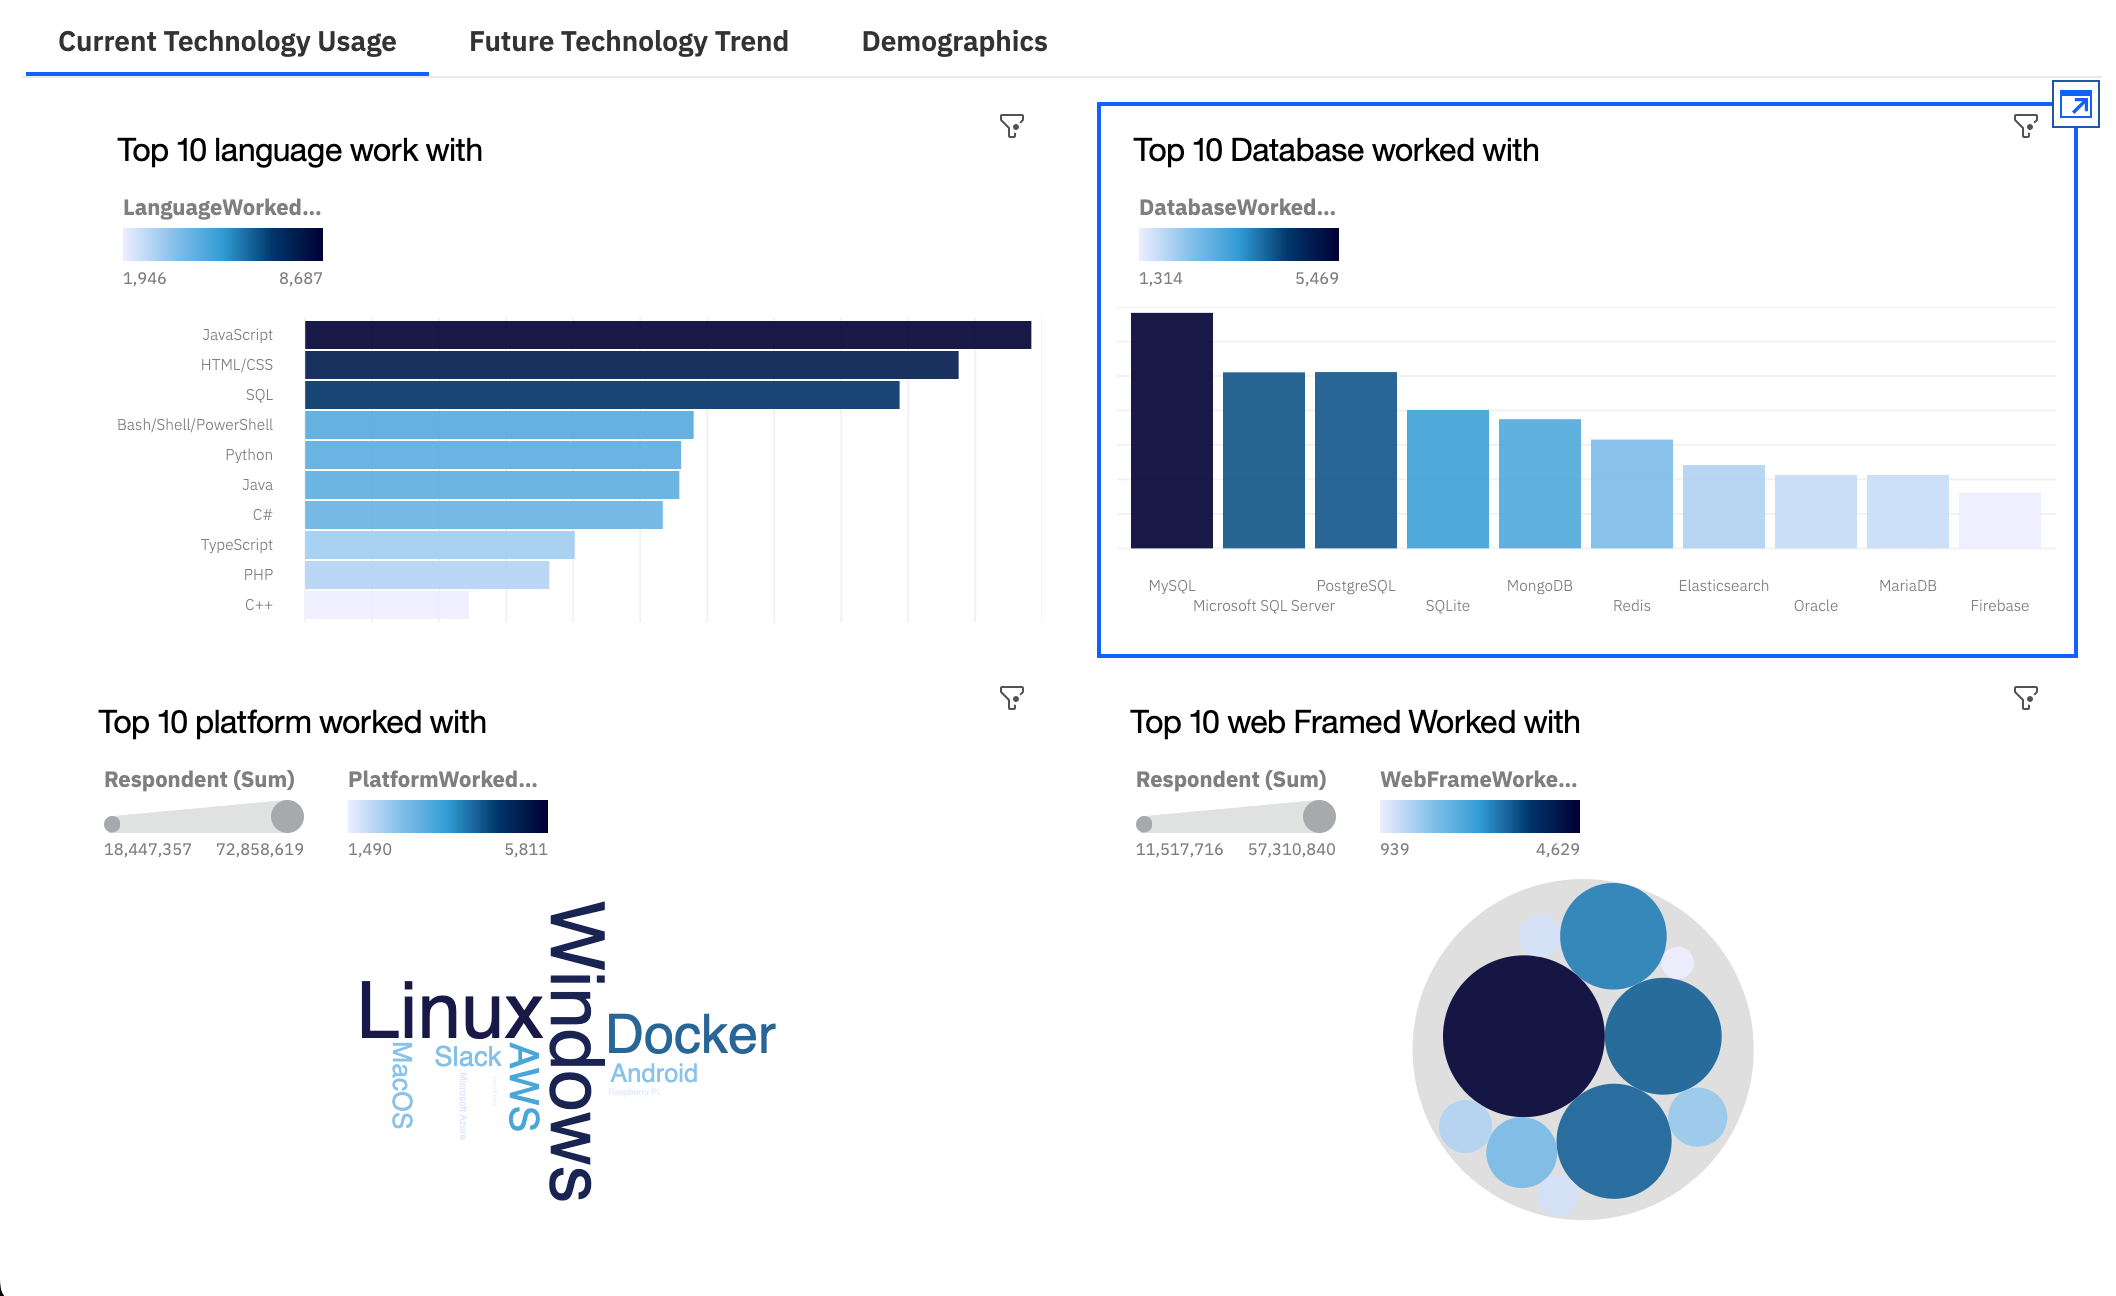 Current Technology Usage
Future Technology Trend
Demographics
Top 10 language work with
LanguageWorked...
1,946
8,687
JavaScript
HTML/CSS
SQL
Bash/Shell/PowerShell
Python
Java
C#
TypeScript
PHP
C++
Top 10 Database worked with
DatabaseWorked...
1,314
5,469
MySQL
Microsoft SQL Server
PostgreSQL
SQLite
MongoDB
Redis
Elasticsearch
Oracle
MariaDB
Firebase
Top 10 platform worked with
Respondent (Sum)
18,447,357
72,858,619
PlatformWorked...
1,490
5,811
Windows
Linux
Docker
MacOS
Slack
AWS
Android
Microsoft Azure
Raspberry Pi
Top 10 web Framed Worked with
Respondent (Sum)
11,517,716
57,310,840
WebFrameWorke...
939
4,629